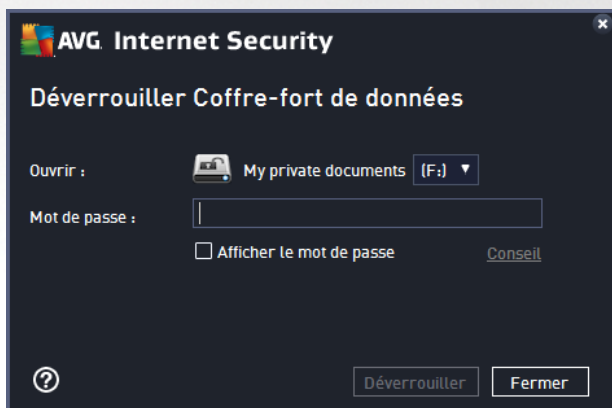 AVG Internet Security
Déverrouiller Coffre-fort de données
Ouvrir : My private documents (F:)
Mot de passe :
Afficher le mot de passe Conseil
Déverrouiller Fermer